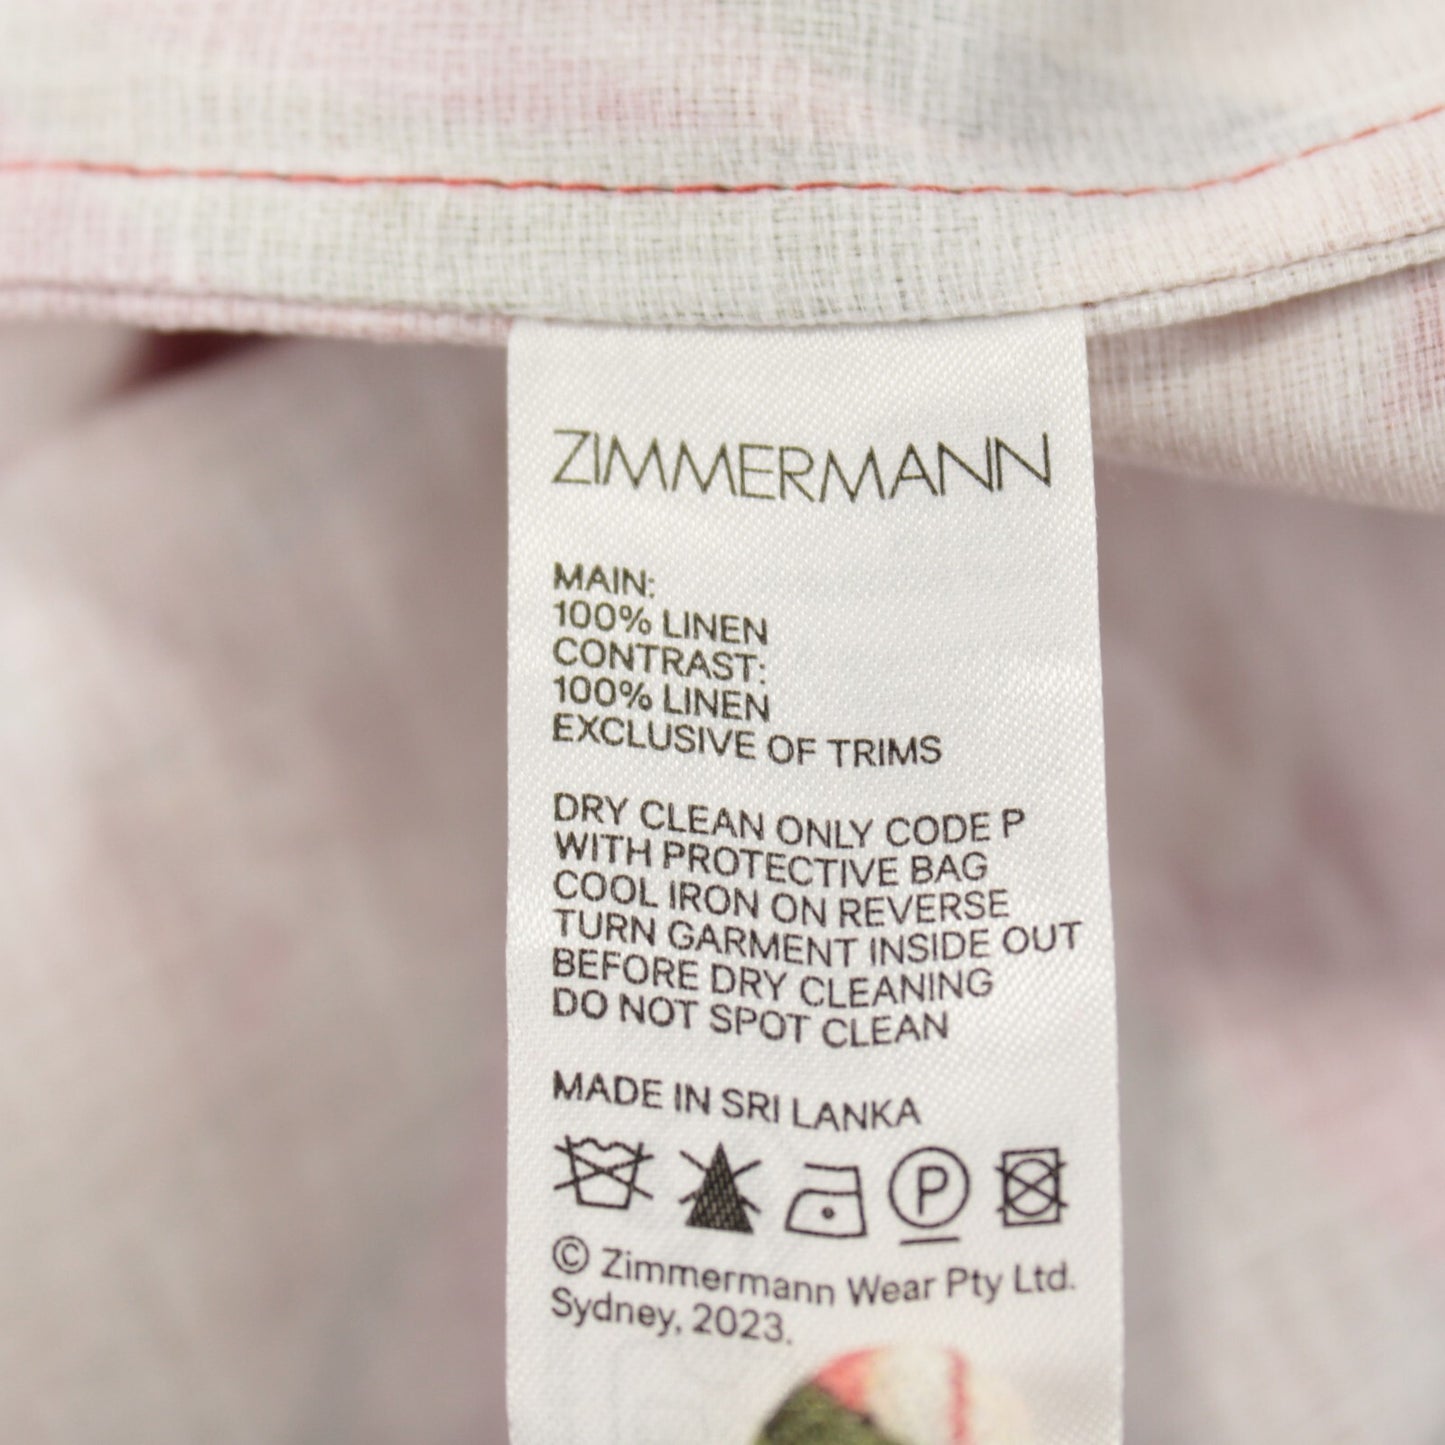 ZIMMERMANN
MAIN:
100% LINEN
CONTRAST:
100% LINEN
EXCLUSIVE OF TRIMS
DRY CLEAN ONLY CODE P
WITH PROTECTIVE BAG
COOL IRON ON REVERSE
TURN GARMENT INSIDE OUT
BEFORE DRY CLEANING
DO NOT SPOT CLEAN
MADE IN SRI LANKA
P
© Zimmermann Wear Pty Ltd.
Sydney, 2023.